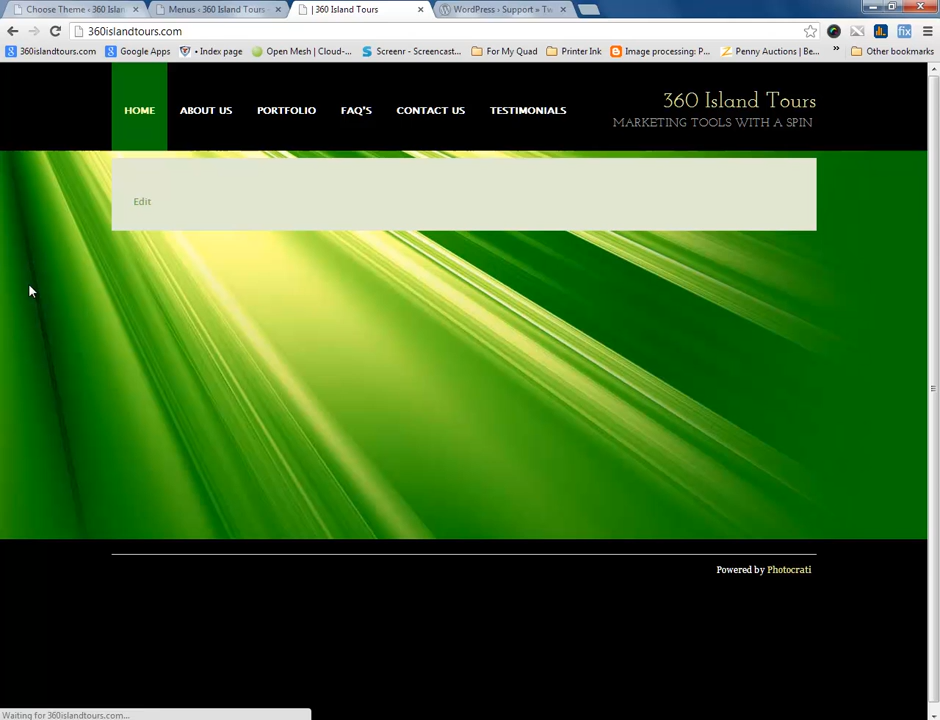 Choose Theme ‹ 360 Islan
Menus ‹ 360 Island Tours -
| 360 Island Tours
WordPress › Support » Tw
360islandtours.com
360islandtours.com
Google Apps
• Index page
Open Mesh | Cloud-...
Screenr - Screencast...
For My Quad
Printer Ink
Image processing: P...
Penny Auctions | Be...
»
Other bookmarks
fix
HOME
ABOUT US
PORTFOLIO
FAQ'S
CONTACT US
TESTIMONIALS
360 Island Tours
MARKETING TOOLS WITH A SPIN
Edit
Powered by Photocrati
Waiting for 360islandtours.com...